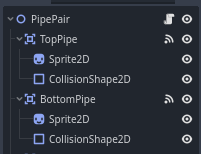 PipePair
TopPipe
Sprite2D
CollisionShape2D
BottomPipe
Sprite2D
CollisionShape2D